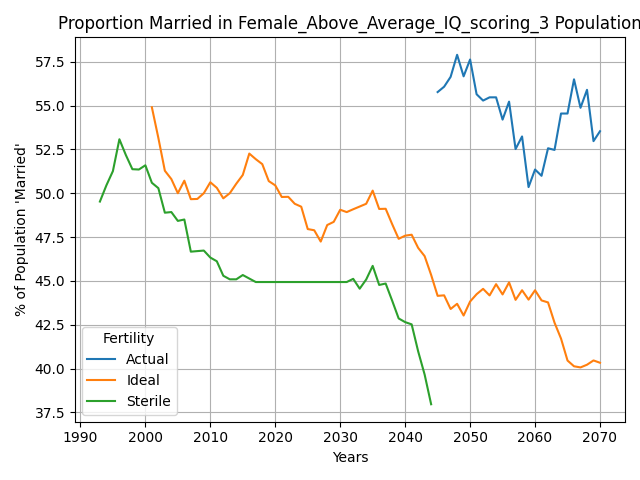 Proportion Married in Female_Above_Average_IQ_scoring_3 Population
% of Population 'Married'
57.5
55.0
52.5
50.0
47.5
45.0
42.5
40.0
37.5
Fertility
Actual
Ideal
Sterile
1990 2000 2010 2020 2030 2040 2050 2060 2070
Years